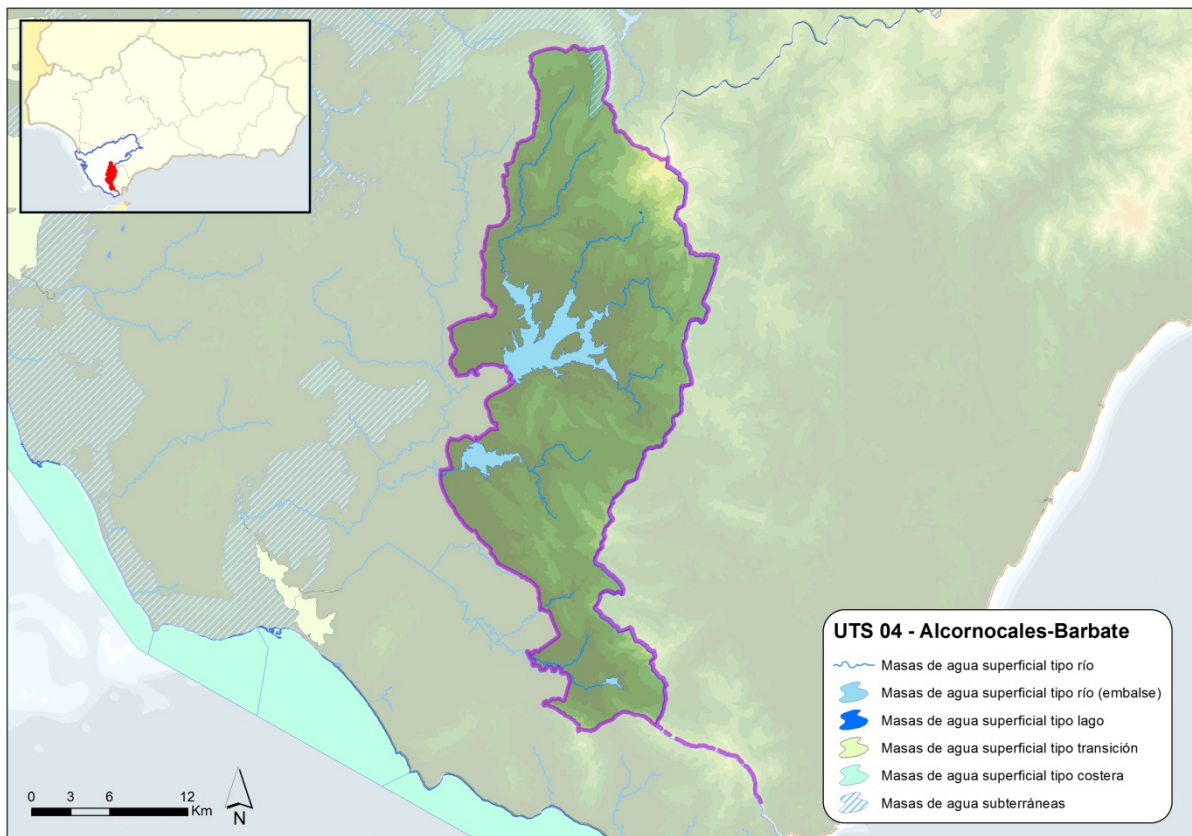 UTS 04 - Alcornocales-Barbate
Masas de agua superficial tipo río
Masas de agua superficial tipo río (embalse)
Masas de agua superficial tipo lago
Masas de agua superficial tipo transición
Masas de agua superficial tipo costera
Masas de agua subterráneas
0 3 6 12
Km
N